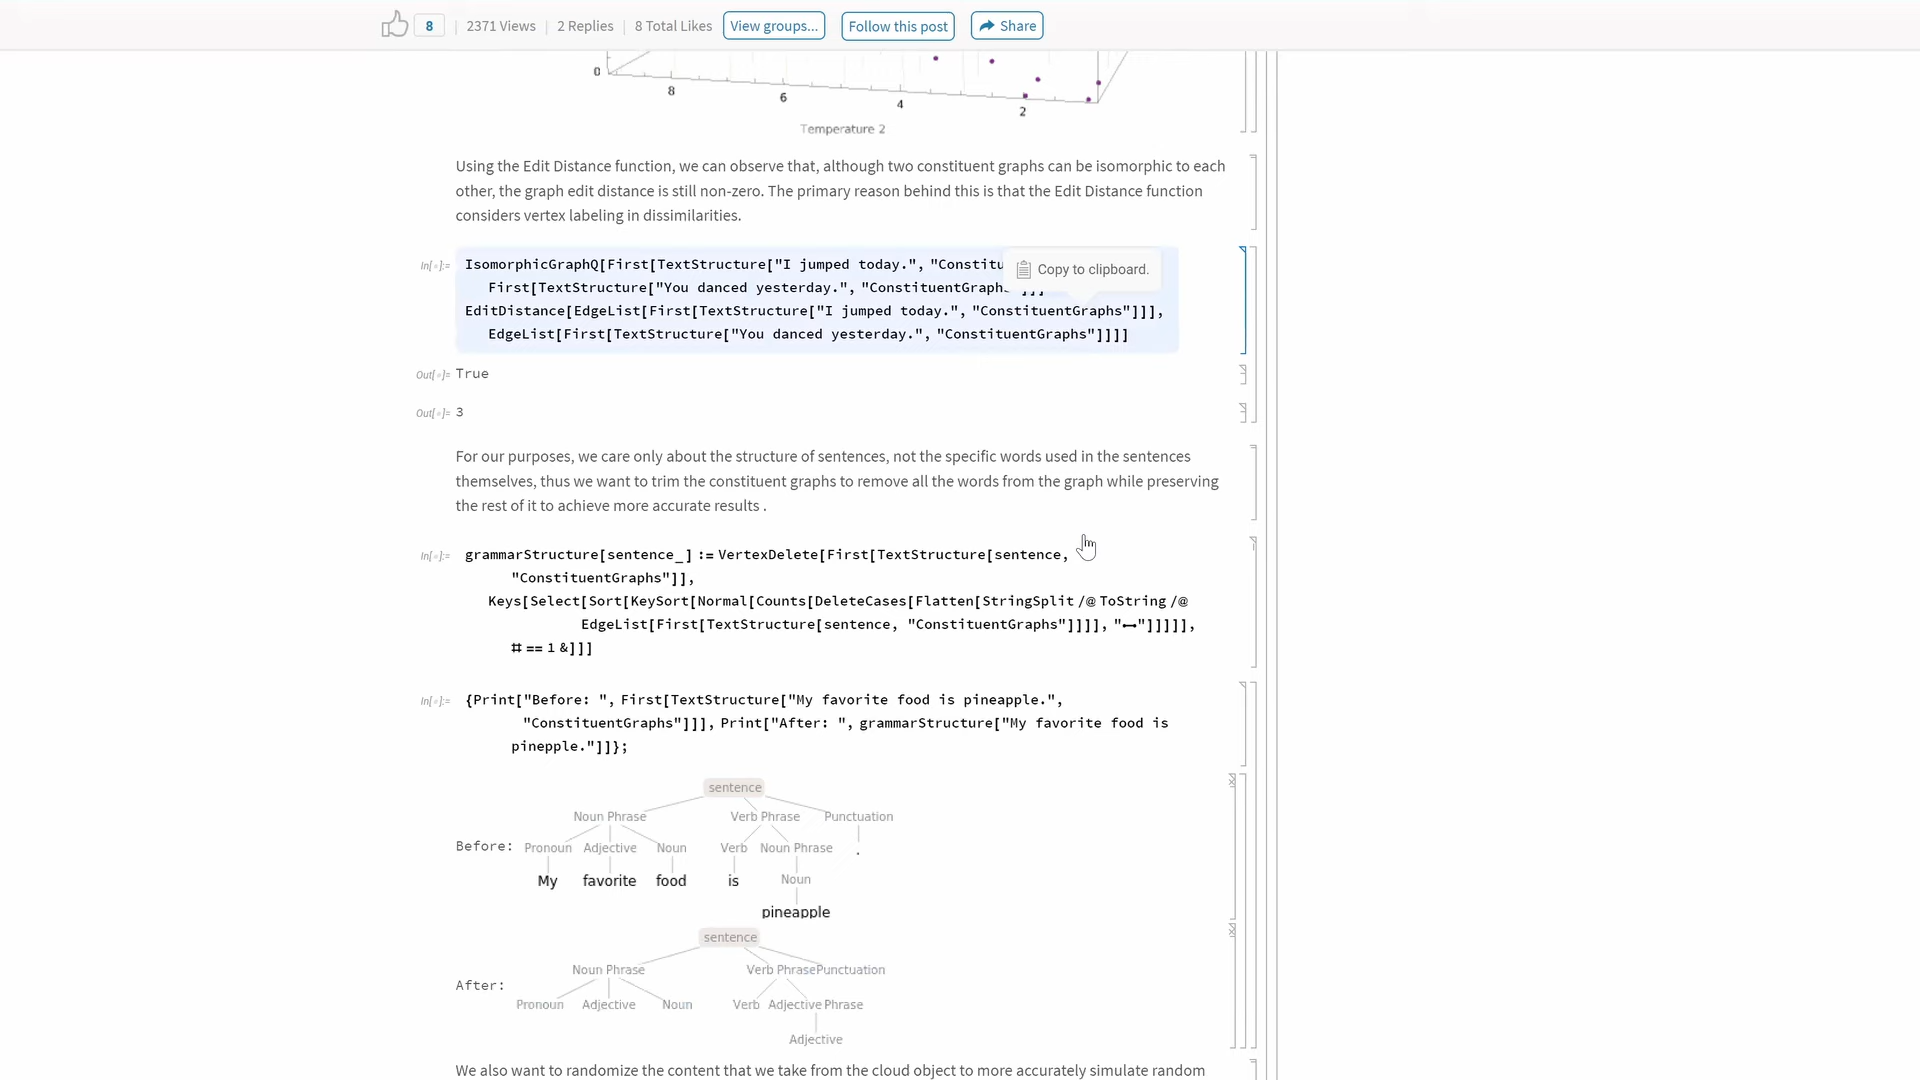 8 | 2371 Views | 2 Replies | 8 Total Likes View groups... Follow this post Share
0
8 6 4 2
Temperature 2
Using the Edit Distance function, we can observe that, although two constituent graphs can be isomorphic to each
other, the graph edit distance is still non-zero. The primary reason behind this is that the Edit Distance function
considers vertex labeling in dissimilarities.
In[•]:= IsomorphicGraphQ[First[TextStructure["I jumped today.", "Constitu
Copy to clipboard.
First[TextStructure["You danced yesterday.", "ConstituentGraphs"]]]
EditDistance[EdgeList[First[TextStructure["I jumped today.", "ConstituentGraphs"]]],
EdgeList[First[TextStructure["You danced yesterday.", "ConstituentGraphs"]]]]
Out[•]= True
Out[•]= 3
For our purposes, we care only about the structure of sentences, not the specific words used in the sentences
themselves, thus we want to trim the constituent graphs to remove all the words from the graph while preserving
the rest of it to achieve more accurate results .
In[•]:= grammarStructure[sentence_] := VertexDelete[First[TextStructure[sentence,
"ConstituentGraphs"]],
Keys[Select[Sort[KeySort[Normal[Counts[DeleteCases[Flatten[StringSplit /@ ToString /@
EdgeList[First[TextStructure[sentence, "ConstituentGraphs"]]]], "•-•"]]]]],
# == 1 &]]]
In[•]:= {Print["Before: ", First[TextStructure["My favorite food is pineapple.",
"ConstituentGraphs"]]], Print["After: ", grammarStructure["My favorite food is
pinepple."]]};
sentence
Noun Phrase Verb Phrase Punctuation
Before: Pronoun Adjective Noun Verb Noun Phrase .
My favorite food is Noun
pineapple
sentence
Noun Phrase Verb Phrase Punctuation
After:
Pronoun Adjective Noun Verb Adjective Phrase
Adjective
We also want to randomize the content that we take from the cloud object to more accurately simulate random